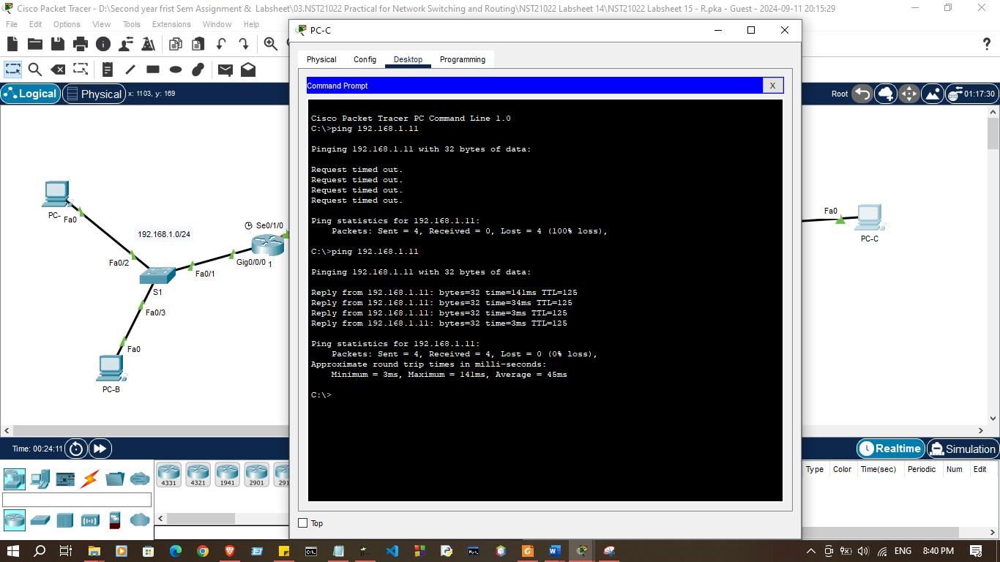 Cisco Packet Tracer - D:\Second year frist Sem Assignment & Labsheet\03.NST21022 Practical for Network Switching and Routing\NST21022 Labsheet 14\NST21022 Labsheet 15 - R.pka - Guest - 2024-09-11 20:15:29
File Edit Options View Tools Extensions Window Help
PC-C
Physical Config Desktop Programming
Command Prompt X
Logical Physical x: 1103, y: 169
Root 01:17:30
Cisco Packet Tracer PC Command Line 1.0
C:\>ping 192.168.1.11
Pinging 192.168.1.11 with 32 bytes of data:
Request timed out.
Request timed out.
Request timed out.
Request timed out.
Ping statistics for 192.168.1.11:
Packets: Sent = 4, Received = 0, Lost = 4 (100% loss),
C:\>ping 192.168.1.11
Pinging 192.168.1.11 with 32 bytes of data:
Reply from 192.168.1.11: bytes=32 time=141ms TTL=125
Reply from 192.168.1.11: bytes=32 time=34ms TTL=125
Reply from 192.168.1.11: bytes=32 time=3ms TTL=125
Reply from 192.168.1.11: bytes=32 time=3ms TTL=125
Ping statistics for 192.168.1.11:
Packets: Sent = 4, Received = 4, Lost = 0 (0% loss),
Approximate round trip times in milli-seconds:
Minimum = 3ms, Maximum = 141ms, Average = 45ms
C:\>
Top
PC-
Fa0
192.168.1.0/24
Se0/1/0
Fa0/2
Gig0/0/0 1
Fa0/1
S1
Fa0/3
Fa0
PC-B
Fa0
PC-C
Time: 00:24:11
Realtime Simulation
4331 4321 1941 2901 291
Type Color Time(sec) Periodic Num Edit
ENG 8:40 PM